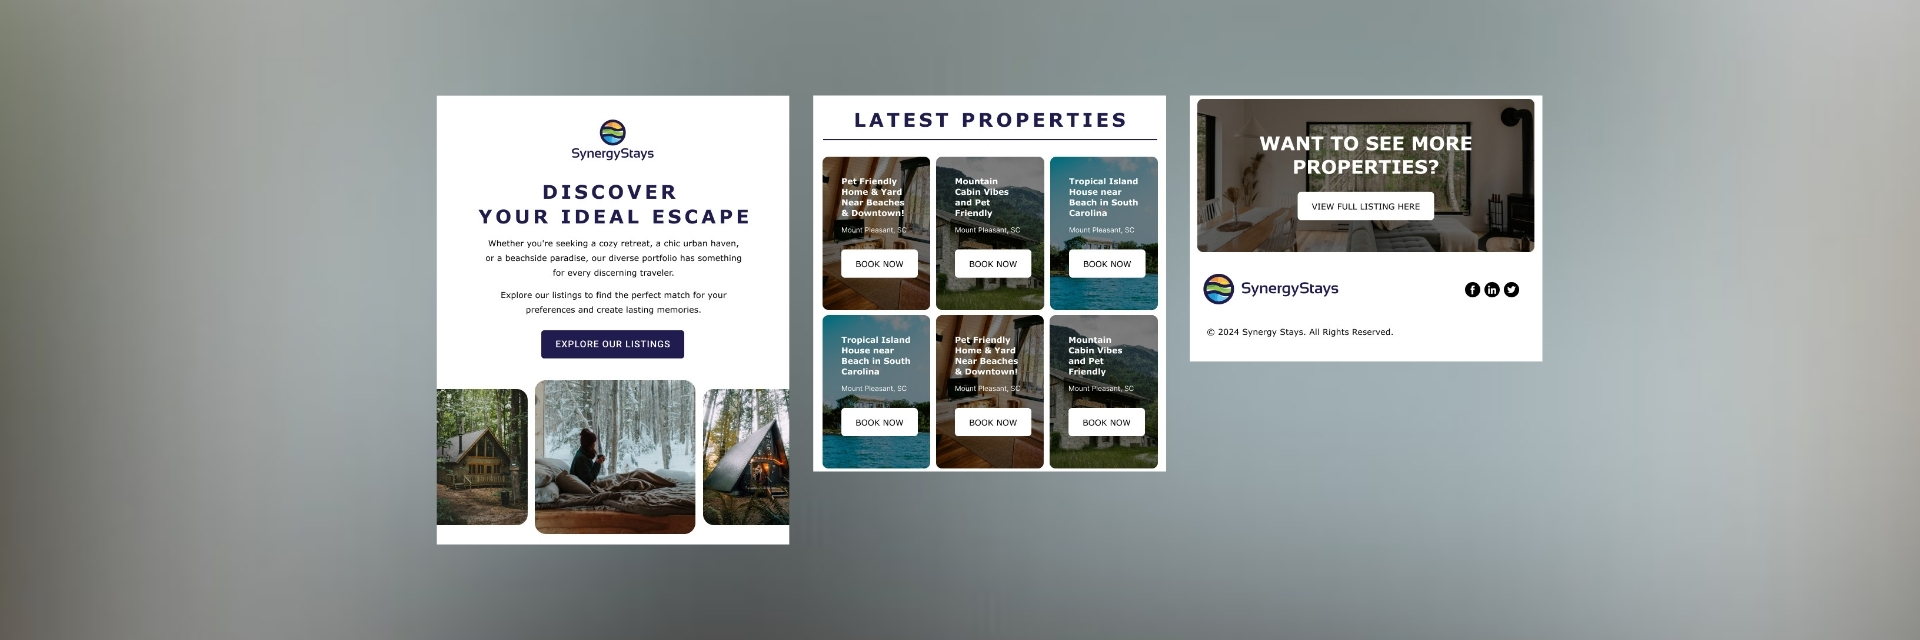 SynergyStays
DISCOVER
YOUR IDEAL ESCAPE
Whether you're seeking a cozy retreat, a chic urban haven,
or a beachside paradise, our diverse portfolio has something
for every discerning traveler.
Explore our listings to find the perfect match for your
preferences and create lasting memories.
EXPLORE OUR LISTINGS
LATEST PROPERTIES
Pet Friendly
Home & Yard
Near Beaches
& Downtown!
Mount Pleasant, SC
BOOK NOW
Mountain
Cabin Vibes
and Pet
Friendly
Mount Pleasant, SC
BOOK NOW
Tropical Island
House near
Beach in South
Carolina
Mount Pleasant, SC
BOOK NOW
Tropical Island
House near
Beach in South
Carolina
Mount Pleasant, SC
BOOK NOW
Pet Friendly
Home & Yard
Near Beaches
& Downtown!
Mount Pleasant, SC
BOOK NOW
Mountain
Cabin Vibes
and Pet
Friendly
Mount Pleasant, SC
BOOK NOW
WANT TO SEE MORE
PROPERTIES?
VIEW FULL LISTING HERE
SynergyStays
© 2024 Synergy Stays. All Rights Reserved.